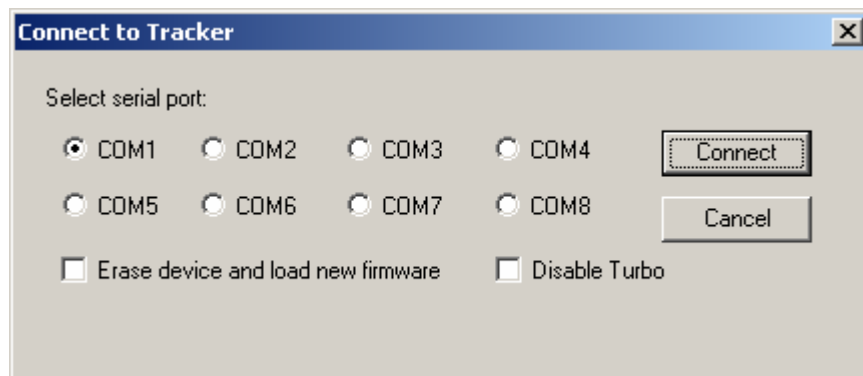 Connect to Tracker
Select serial port:
COM1 COM2 COM3 COM4 Connect
COM5 COM6 COM7 COM8 Cancel
Erase device and load new firmware Disable Turbo